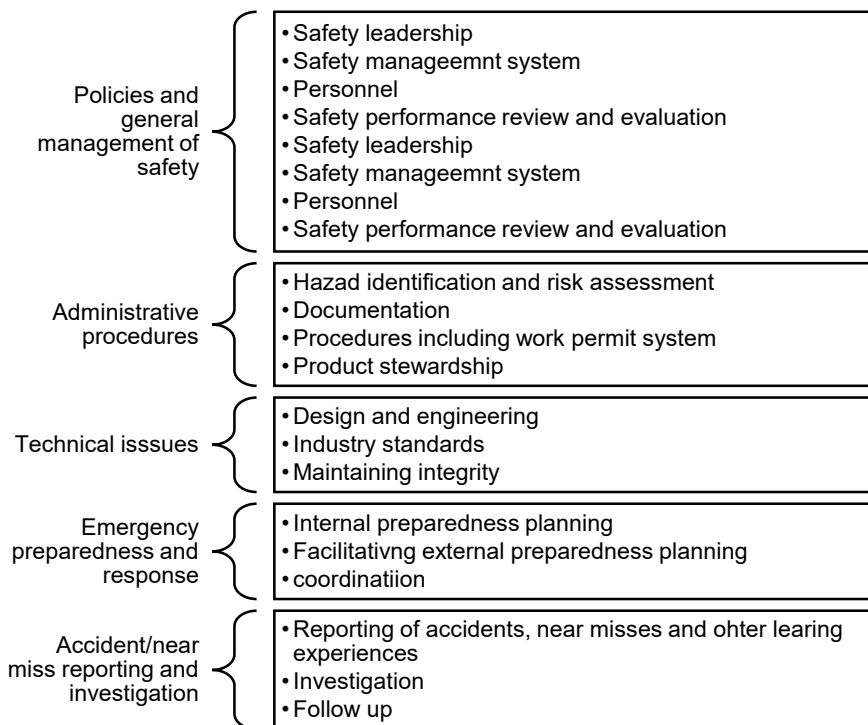 Policies and
general
management of
safety
• Safety leadership
• Safety manageemnt system
• Personnel
• Safety performance review and evaluation
• Safety leadership
• Safety manageemnt system
• Personnel
• Safety performance review and evaluation
Administrative
procedures
• Hazad identification and risk assessment
• Documentation
• Procedures including work permit system
• Product stewardship
Technical isssues
• Design and engineering
• Industry standards
• Maintaining integrity
Emergency
preparedness and
response
• Internal preparedness planning
• Facilitativng external preparedness planning
• coordinatiion
Accident/near
miss reporting and
investigation
• Reporting of accidents, near misses and ohter learing
experiences
• Investigation
• Follow up